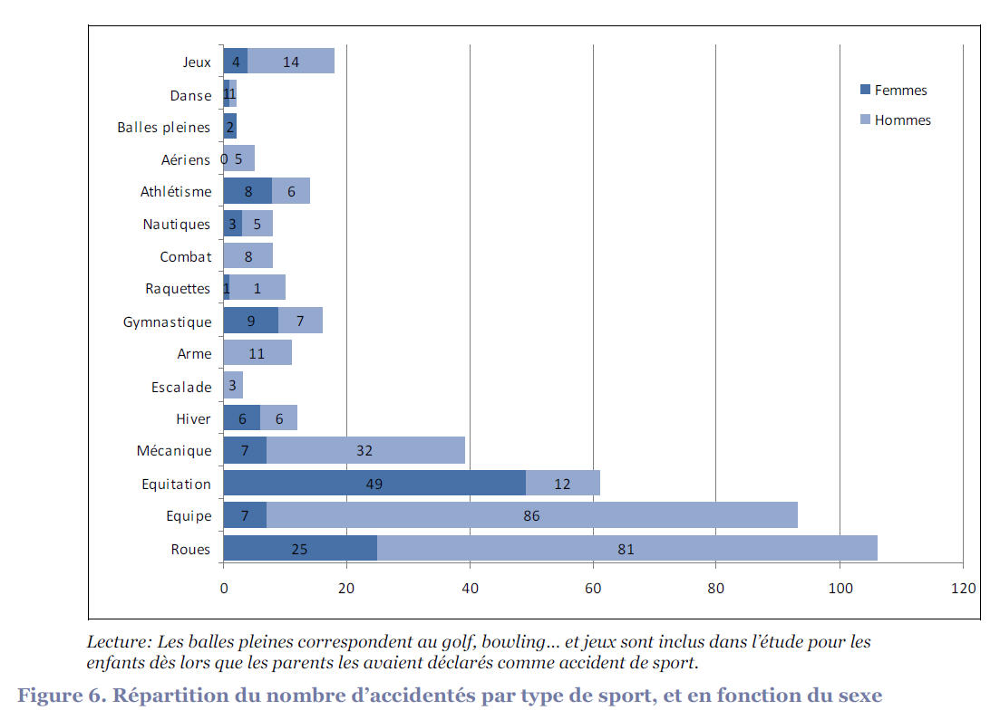 Jeux 4 14
Danse 1 1
Balles pleines 2
Aériens 0 5
Athlétisme 8 6
Nautiques 3 5
Combat 8
Raquettes 1 1
Gymnastique 9 7
Arme 11
Escalade 3
Hiver 6 6
Mécanique 7 32
Equitation 49 12
Equipe 7 86
Roues 25 81
0 20 40 60 80 100 120
Femmes
Hommes
Lecture: Les balles pleines correspondent au golf, bowling... et jeux sont inclus dans l'étude pour les
enfants dès lors que les parents les avaient déclarés comme accident de sport.
Figure 6. Répartition du nombre d'accidentés par type de sport, et en fonction du sexe